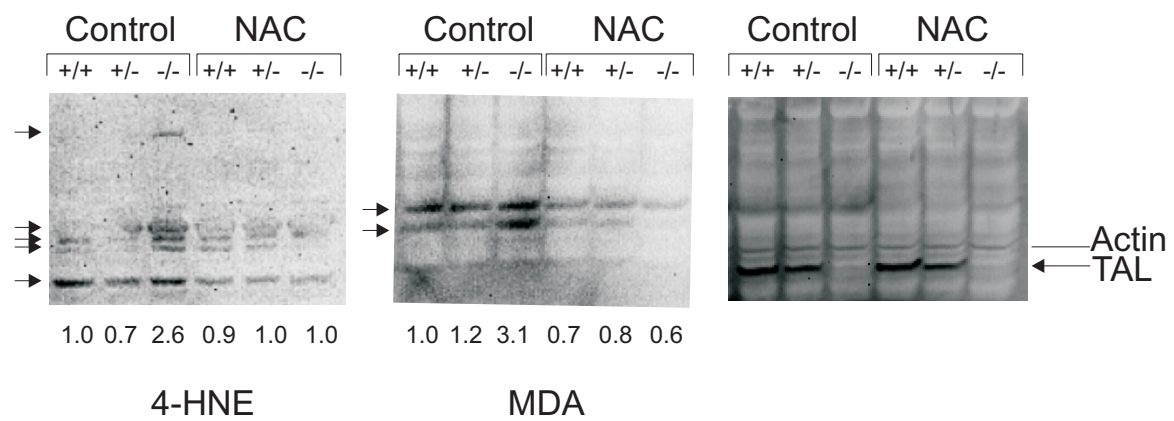 Control NAC Control NAC Control NAC
+/+ +/- -/- +/+ +/- -/- +/+ +/- -/- +/+ +/- -/- +/+ +/- -/- +/+ +/- -/-
Actin
TAL
1.0 0.7 2.6 0.9 1.0 1.0 1.0 1.2 3.1 0.7 0.8 0.6
4-HNE MDA